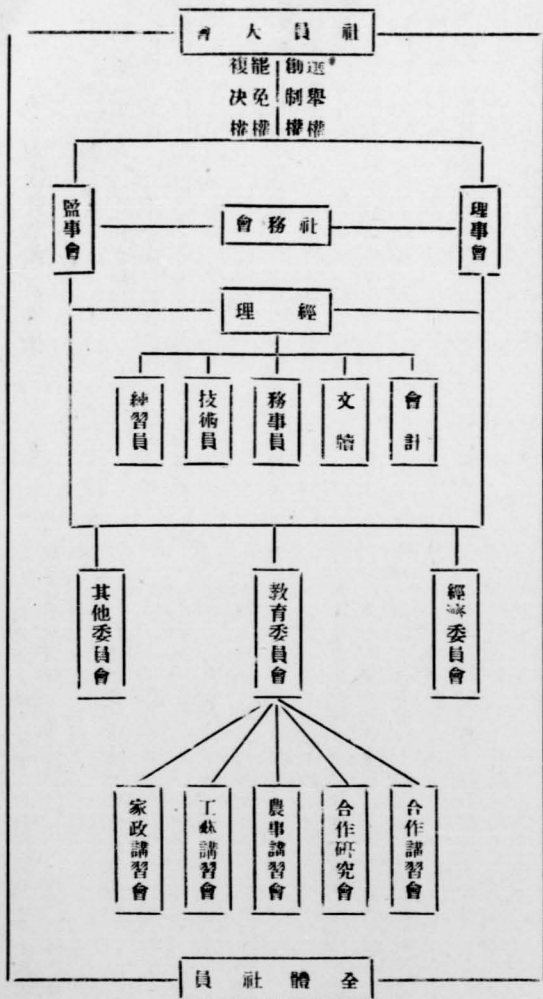 社員大會
選舉權
創制權
罷免權
複决權
理事會
社務會
監事會
經理
會計
文牘
務事員
技術員
練習員
經濟委員會
教育委員會
其他委員會
合作講習會
合作研究會
農事講習會
工藝講習會
家政講習會
全體社員